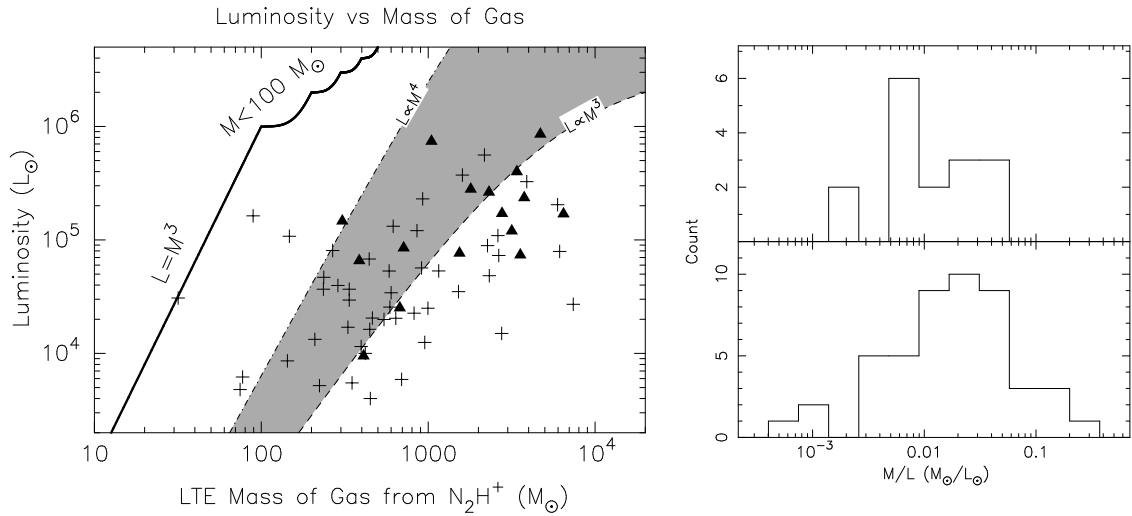 Luminosity vs Mass of Gas
Luminosity (L☉)
10⁶
10⁵
10⁴
10
100
1000
10⁴
LTE Mass of Gas from N₂H⁺ (M☉)
M<100 M☉
L=M³
L∝M⁴
L∝M³
Count
6
4
2
10
5
0
10⁻³
0.01
0.1
M/L (M☉/L☉)